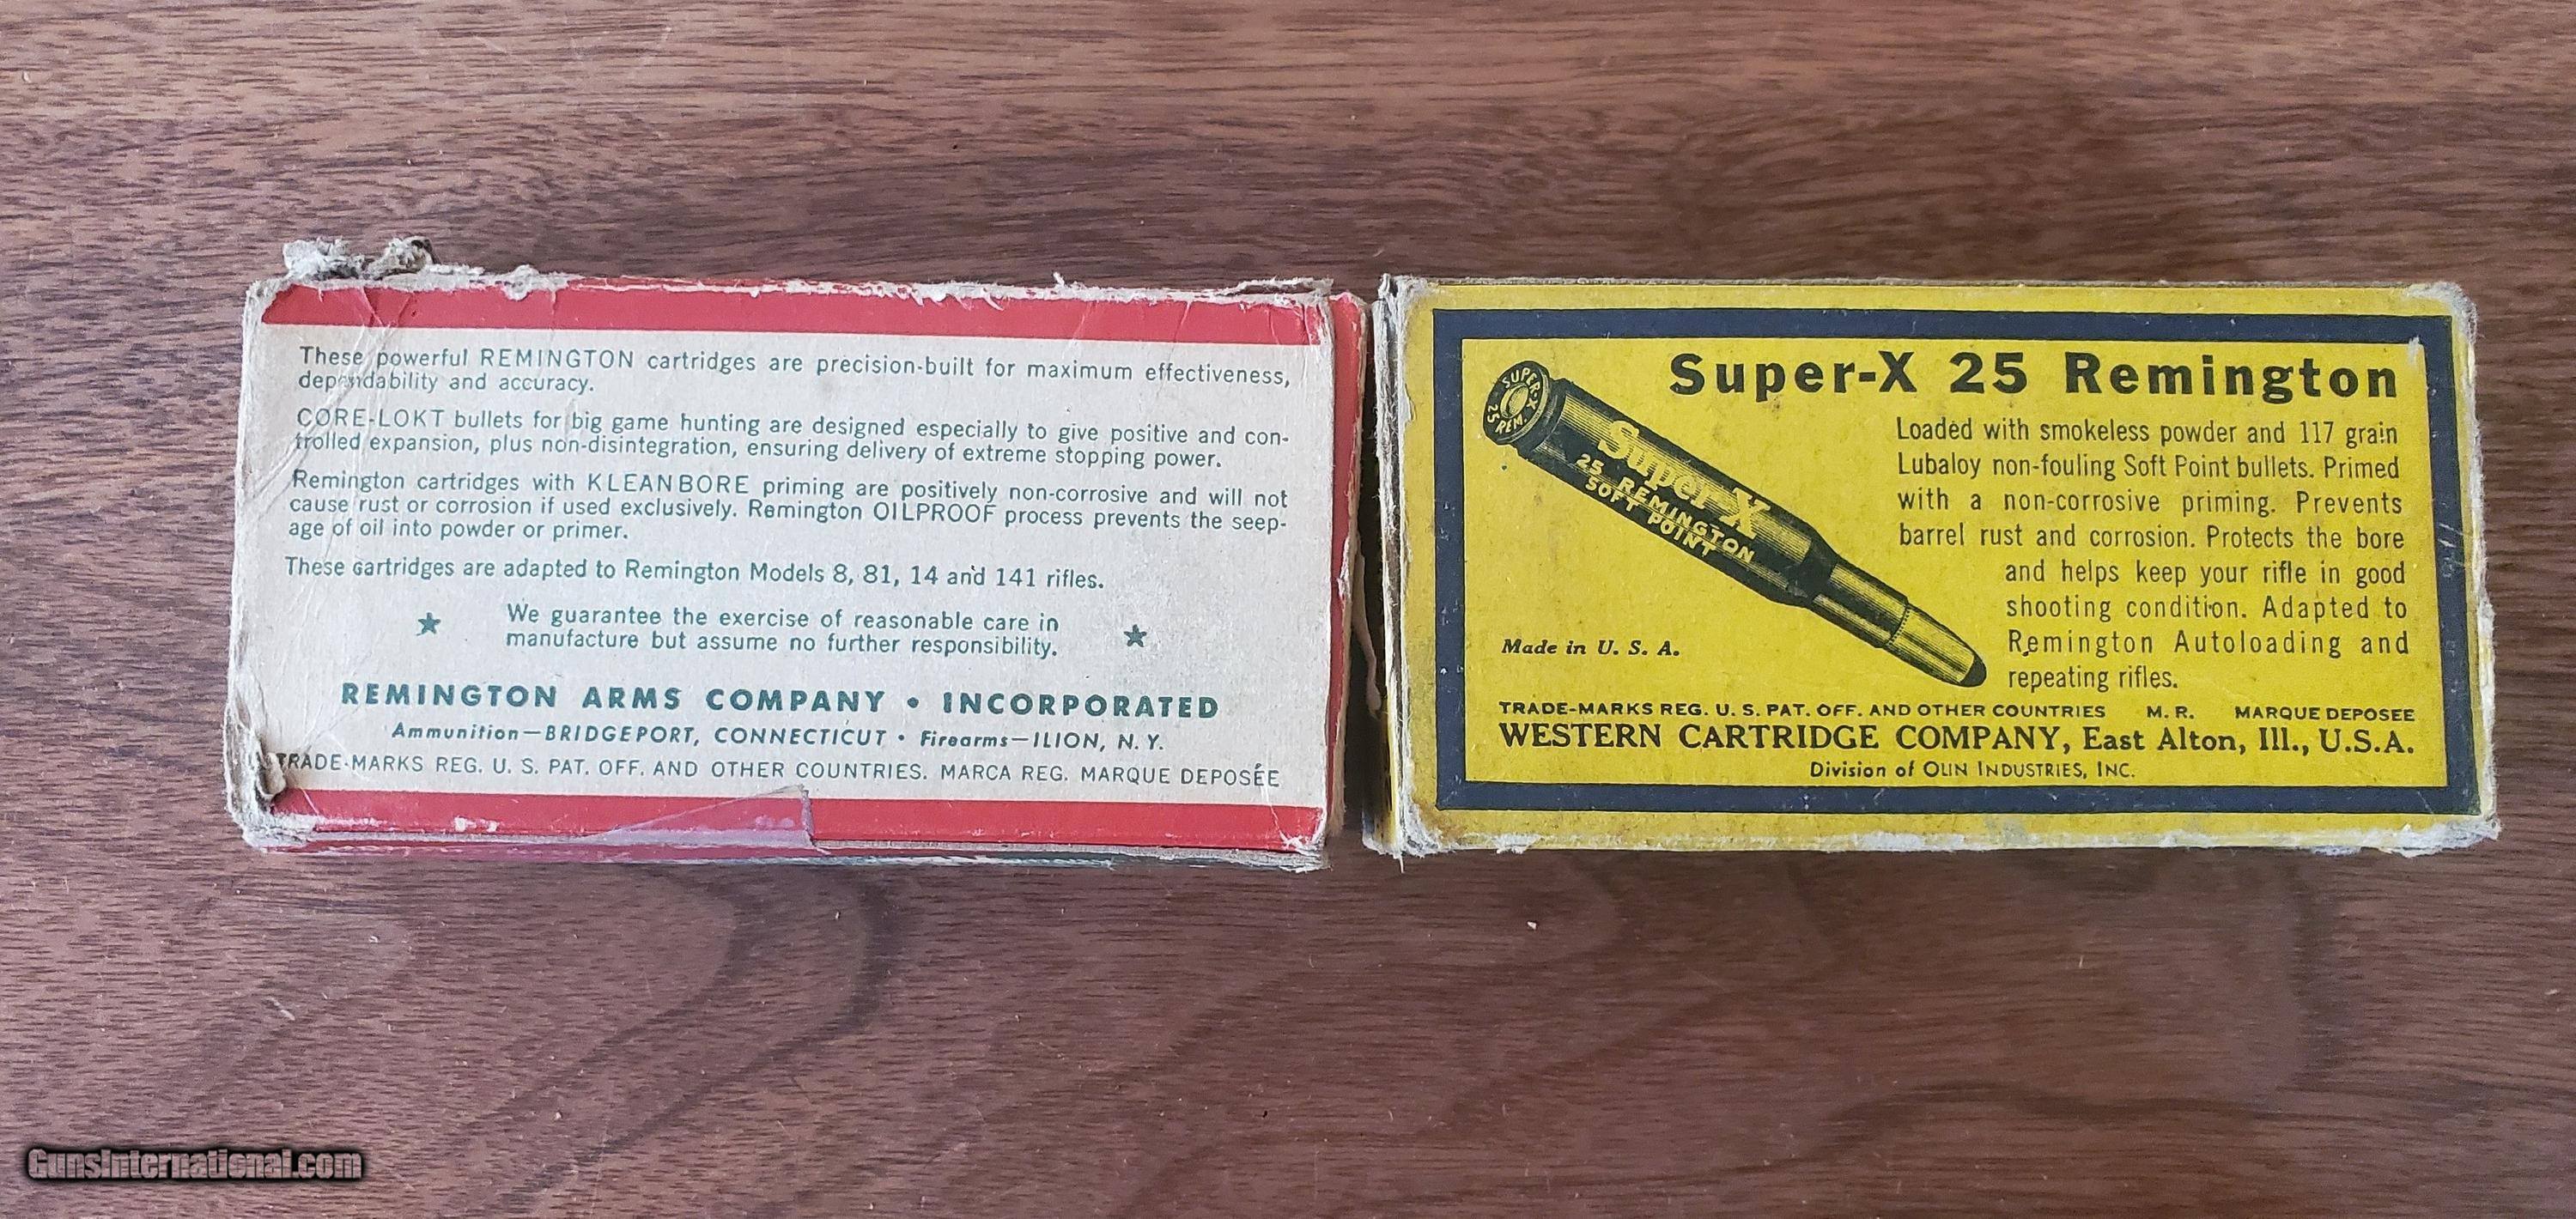 These powerful REMINGTON cartridges are precision-built for maximum effectiveness,
dependability and accuracy.
CORE-LOKT bullets for big game hunting are designed especially to give positive and con-
trolled expansion, plus non-disintegration, ensuring delivery of extreme stopping power.
Remington cartridges with KLEANBORE priming are positively non-corrosive and will not
cause rust or corrosion if used exclusively. Remington OILPROOF process prevents the seep-
age of oil into powder or primer.
These cartridges are adapted to Remington Models 8, 81, 14 and 141 rifles.
We guarantee the exercise of reasonable care in
manufacture but assume no further responsibility.
REMINGTON ARMS COMPANY • INCORPORATED
Ammunition—BRIDGEPORT, CONNECTICUT • Firearms—ILION, N. Y.
TRADE-MARKS REG. U. S. PAT. OFF. AND OTHER COUNTRIES. MARCA REG. MARQUE DEPOSÉE
Super-X 25 Remington
SUPER-X
25 REM.
Super-X
25 REMINGTON
SOFT POINT
Loaded with smokeless powder and 117 grain
Lubaloy non-fouling Soft Point bullets. Primed
with a non-corrosive priming. Prevents
barrel rust and corrosion. Protects the bore
and helps keep your rifle in good
shooting condition. Adapted to
Remington Autoloading and
repeating rifles.
Made in U. S. A.
TRADE-MARKS REG. U. S. PAT. OFF. AND OTHER COUNTRIES M. R. MARQUE DEPOSEE
WESTERN CARTRIDGE COMPANY, East Alton, Ill., U.S.A.
Division of OLIN INDUSTRIES, INC.
GunsInternational.com